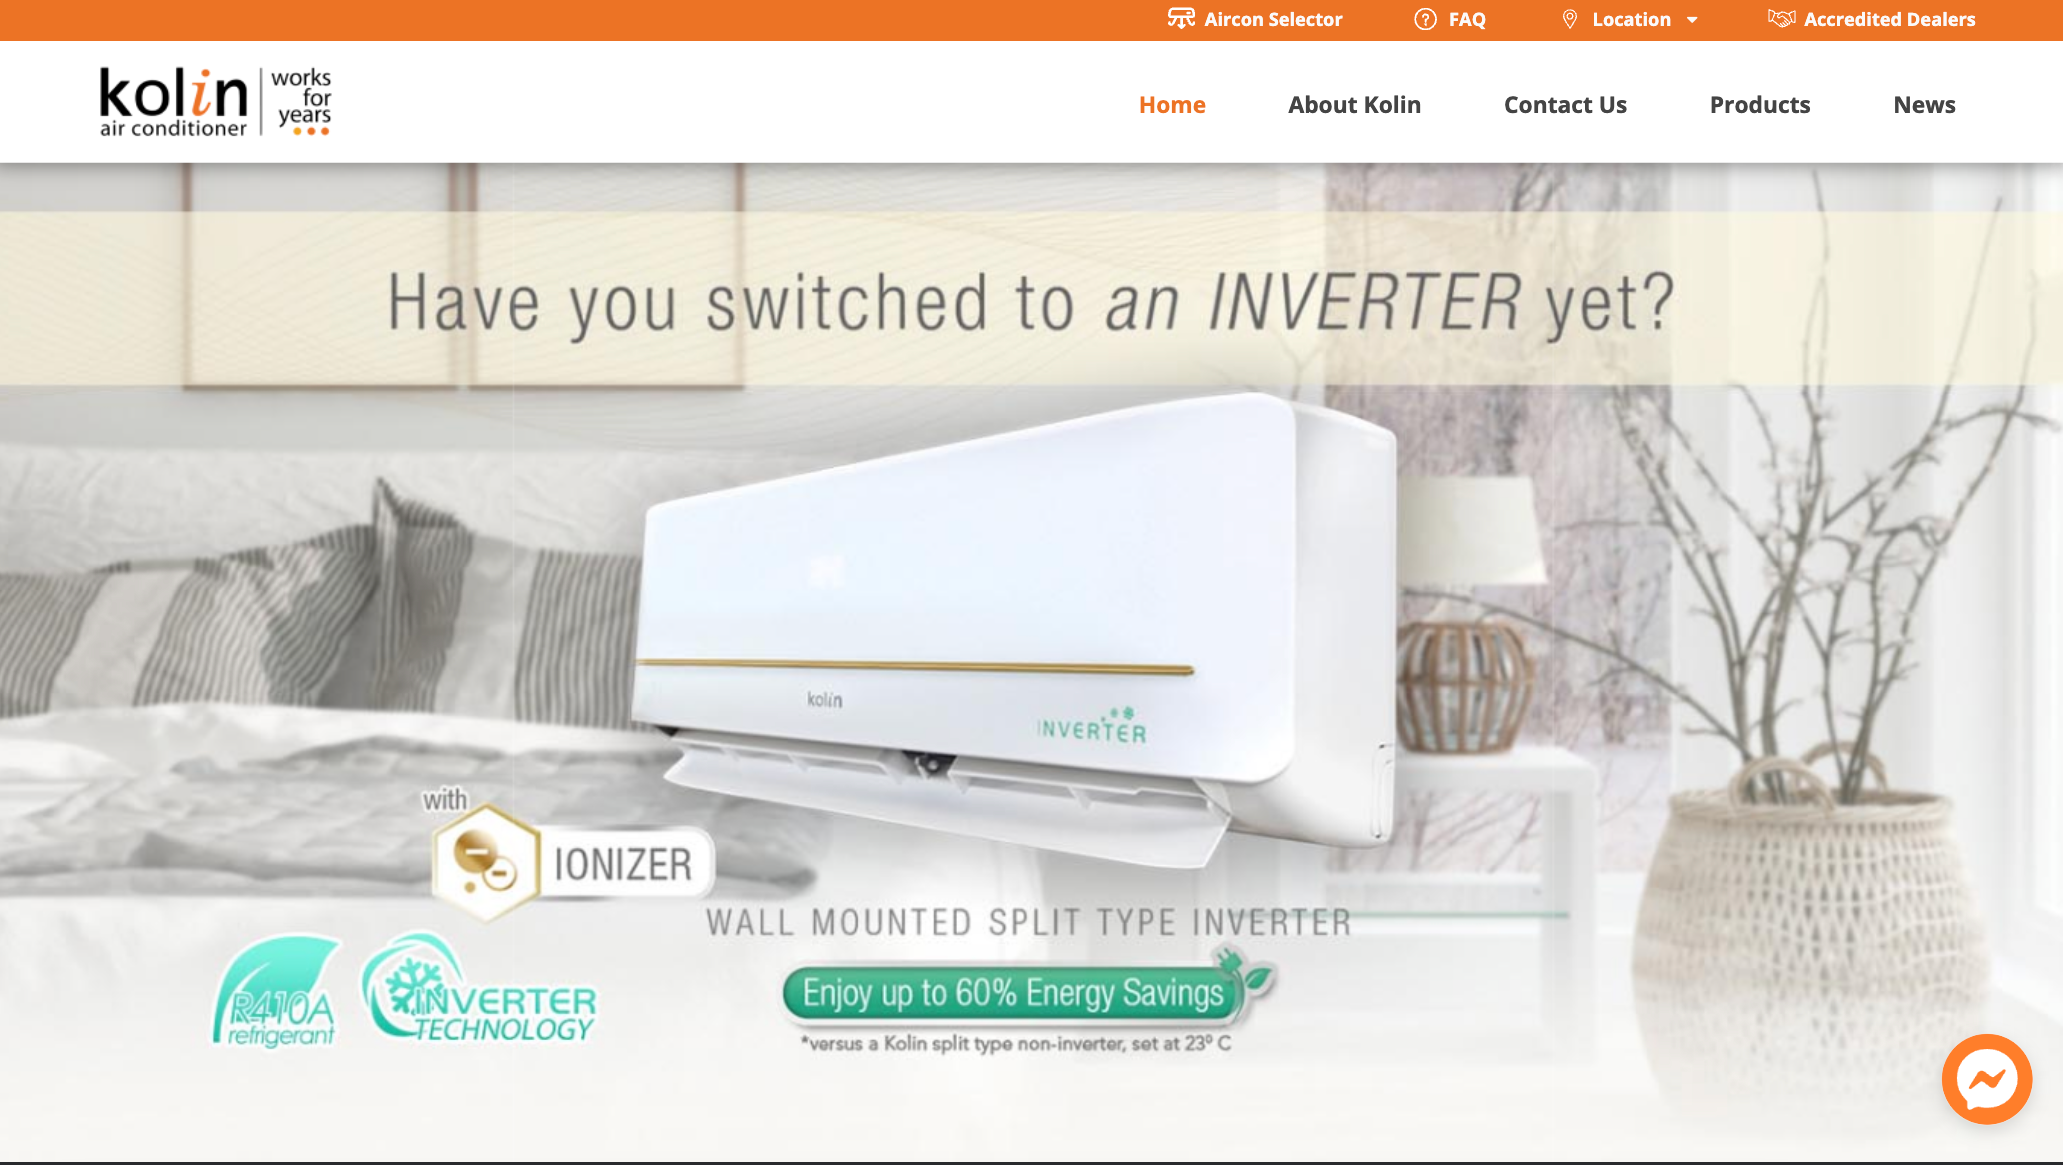 Aircon Selector
FAQ
Location
Accredited Dealers
kolin
air conditioner
works
for
years
Home
About Kolin
Contact Us
Products
News
Have you switched to an INVERTER yet?
kolin
INVERTER
with
IONIZER
WALL MOUNTED SPLIT TYPE INVERTER
R410A
refrigerant
INVERTER
TECHNOLOGY
Enjoy up to 60% Energy Savings
*versus a Kolin split type non-inverter, set at 23º C